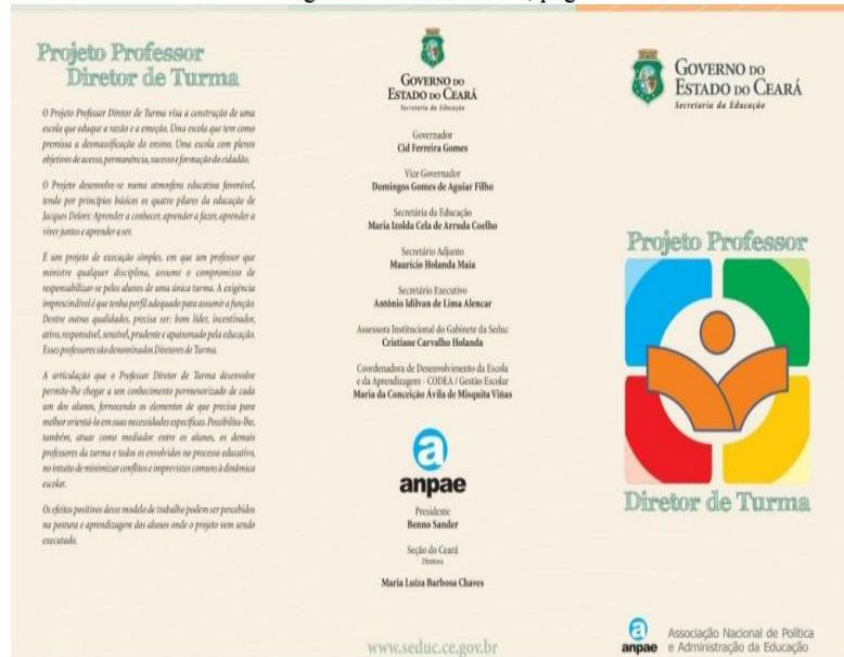 Projeto Professor
Diretor de Turma
O Projeto Professor Diretor de Turma visa a construção de uma
escola que eduque a razão e a emoção. Uma escola que tem como
premissa a desmassificação do ensino. Uma escola com plenos
objetivos de acesso, permanência, sucesso e formação do cidadão.
O Projeto desenvolve-se numa atmosfera educativa favorável,
tendo por princípios básicos os quatro pilares da educação de
Jacques Delors: Aprender a conhecer, aprender a fazer, aprender a
viver juntos e aprender a ser.
É um projeto de execução simples, em que um professor que
ministre qualquer disciplina, assume o compromisso de
responsabilizar-se pelos alunos de uma única turma. A exigência
imprescindível é que tenha perfil adequado para assumir a função.
Dentre outras qualidades, precisa ser: bom líder, incentivador,
ativo, responsável, sensível, prudente e apaixonado pela educação.
Esses professores são denominados Diretores de Turma.
A articulação que o Professor Diretor de Turma desenvolve
permite-lhe chegar a um conhecimento pormenorizado de cada
um dos alunos, fornecendo os elementos de que precisa para
melhor orientá-lo em suas necessidades específicas. Possibilita-lhe,
também, atuar como mediador entre os alunos, os demais
professores da turma e todos os envolvidos no processo educativo,
no intuito de minimizar conflitos e imprevistos comuns à dinâmica
escolar.
Os efeitos positivos desse modelo de trabalho podem ser percebidos
na postura e aprendizagem dos alunos onde o projeto vem sendo
executado.
GOVERNO DO
ESTADO DO CEARÁ
Secretaria da Educação
Governador
Cid Ferreira Gomes
Vice Governador
Domingos Gomes de Aguiar Filho
Secretária da Educação
Maria Izolda Cela de Arruda Coelho
Secretário Adjunto
Maurício Holanda Maia
Secretário Executivo
Antônio Idilvan de Lima Alencar
Assessora Institucional do Gabinete da Seduc
Cristiane Carvalho Holanda
Coordenadora de Desenvolvimento da Escola
e da Aprendizagem - CODEA / Gestão Escolar
Maria da Conceição Ávila de Misquita Viñas
anpae
Presidente
Benno Sander
Seção do Ceará
Diretora
Maria Luiza Barbosa Chaves
www.seduc.ce.gov.br
GOVERNO DO
ESTADO DO CEARÁ
Secretaria da Educação
Projeto Professor
Diretor de Turma
anpae
Associação Nacional de Política
e Administração da Educação